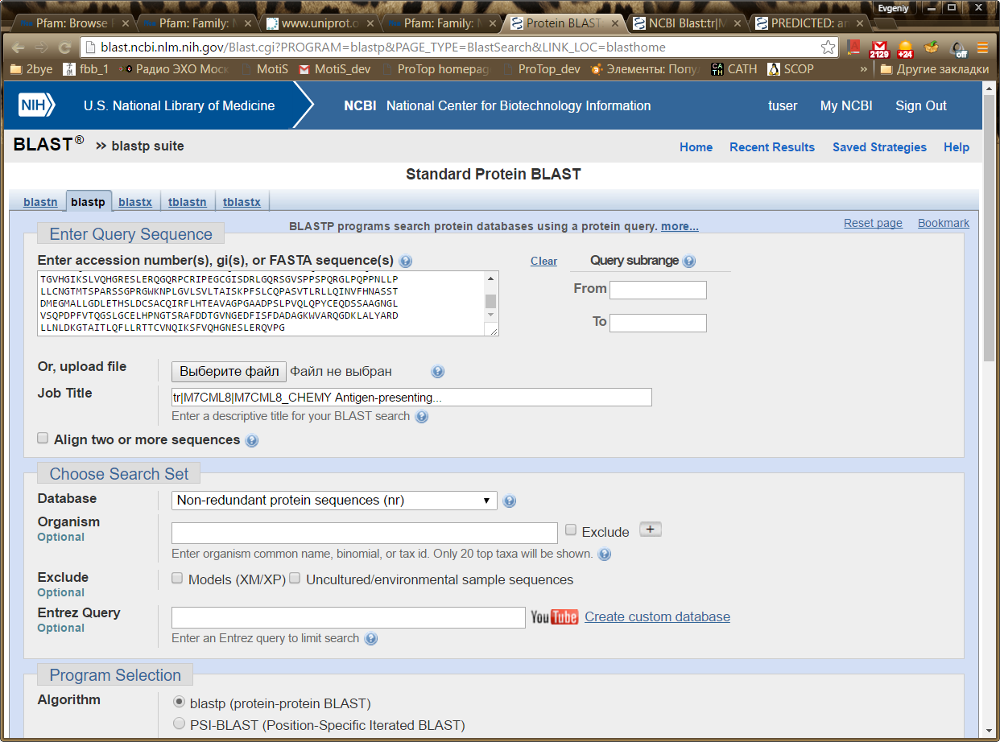 Evgeniy
Pfam: Browse
Pfam: Family:
www.uniprot.o
Pfam: Family:
Protein BLAST
NCBI Blast:tr|M
PREDICTED: an
blast.ncbi.nlm.nih.gov/Blast.cgi?PROGRAM=blastp&PAGE_TYPE=BlastSearch&LINK_LOC=blasthome
2129
+24
off
2bye
fbb_1
Радио ЭХО Моск
MotiS
MotiS_dev
ProTop homepag
ProTop_dev
Элементы: Попу
CATH
SCOP
»
Другие закладки
NIH U.S. National Library of Medicine NCBI National Center for Biotechnology Information tuser My NCBI Sign Out
BLAST® » blastp suite Home Recent Results Saved Strategies Help
Standard Protein BLAST
blastn blastp blastx tblastn tblastx
BLASTP programs search protein databases using a protein query. more... Reset page Bookmark
Enter Query Sequence
Enter accession number(s), gi(s), or FASTA sequence(s) Clear Query subrange
TGVHGIKSLVQHGRESLERQGQRPCRIPEGCGISDRLGQRSGVSPPSPQRGLPQPPNLLP
LLCNGTMTSPARSSGPRGWKNPLGVLSVLTAISKPFSLCQPASVTLRLLQINVFHNASST
DMEGMALLGDLETHSLDCSACQIRFLHTEAVAGPGAADPSLPVQLQPYCEQDSSAAGNGL
VSQPDPFVTQGSLGCELHPNGTSRAFDDTGVNGEDFISFDADAGKWVARQGDKLALYARD
LLNLDKGTAITLQFLLRTTCVNQIKSFVQHGNESLERQVPG
From
To
Or, upload file Выберите файл Файл не выбран
Job Title tr|M7CML8|M7CML8_CHEMY Antigen-presenting...
Enter a descriptive title for your BLAST search
Align two or more sequences
Choose Search Set
Database Non-redundant protein sequences (nr)
Organism
Optional
Exclude +
Enter organism common name, binomial, or tax id. Only 20 top taxa will be shown.
Exclude Models (XM/XP) Uncultured/environmental sample sequences
Optional
Entrez Query YouTube Create custom database
Optional
Enter an Entrez query to limit search
Program Selection
Algorithm blastp (protein-protein BLAST)
PSI-BLAST (Position-Specific Iterated BLAST)